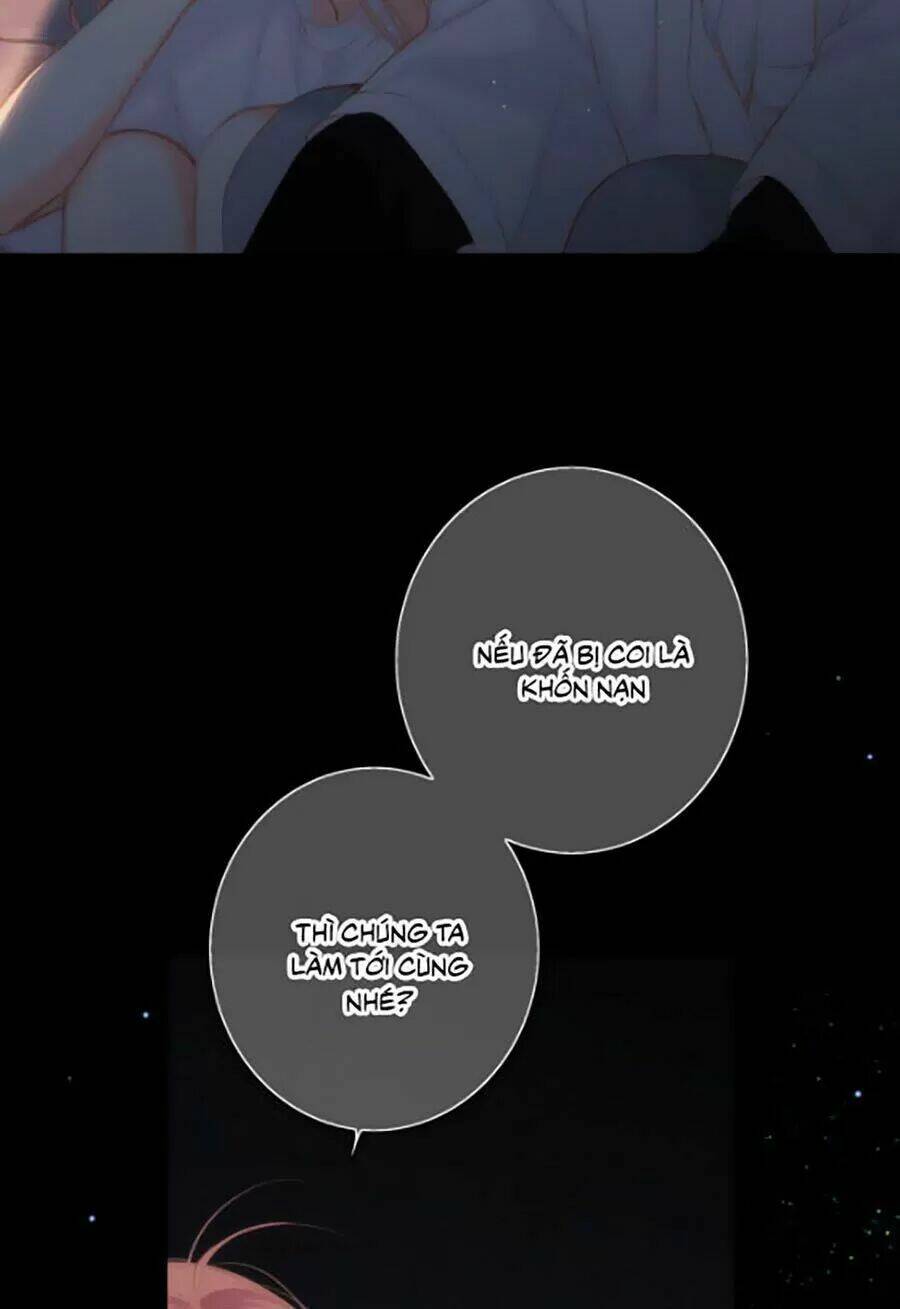 NẾU ĐÃ BỊ COI LÀ
KHỐN NẠN
THÌ CHÚNG TA
LÀM TỚI CÙNG
NHÉ?